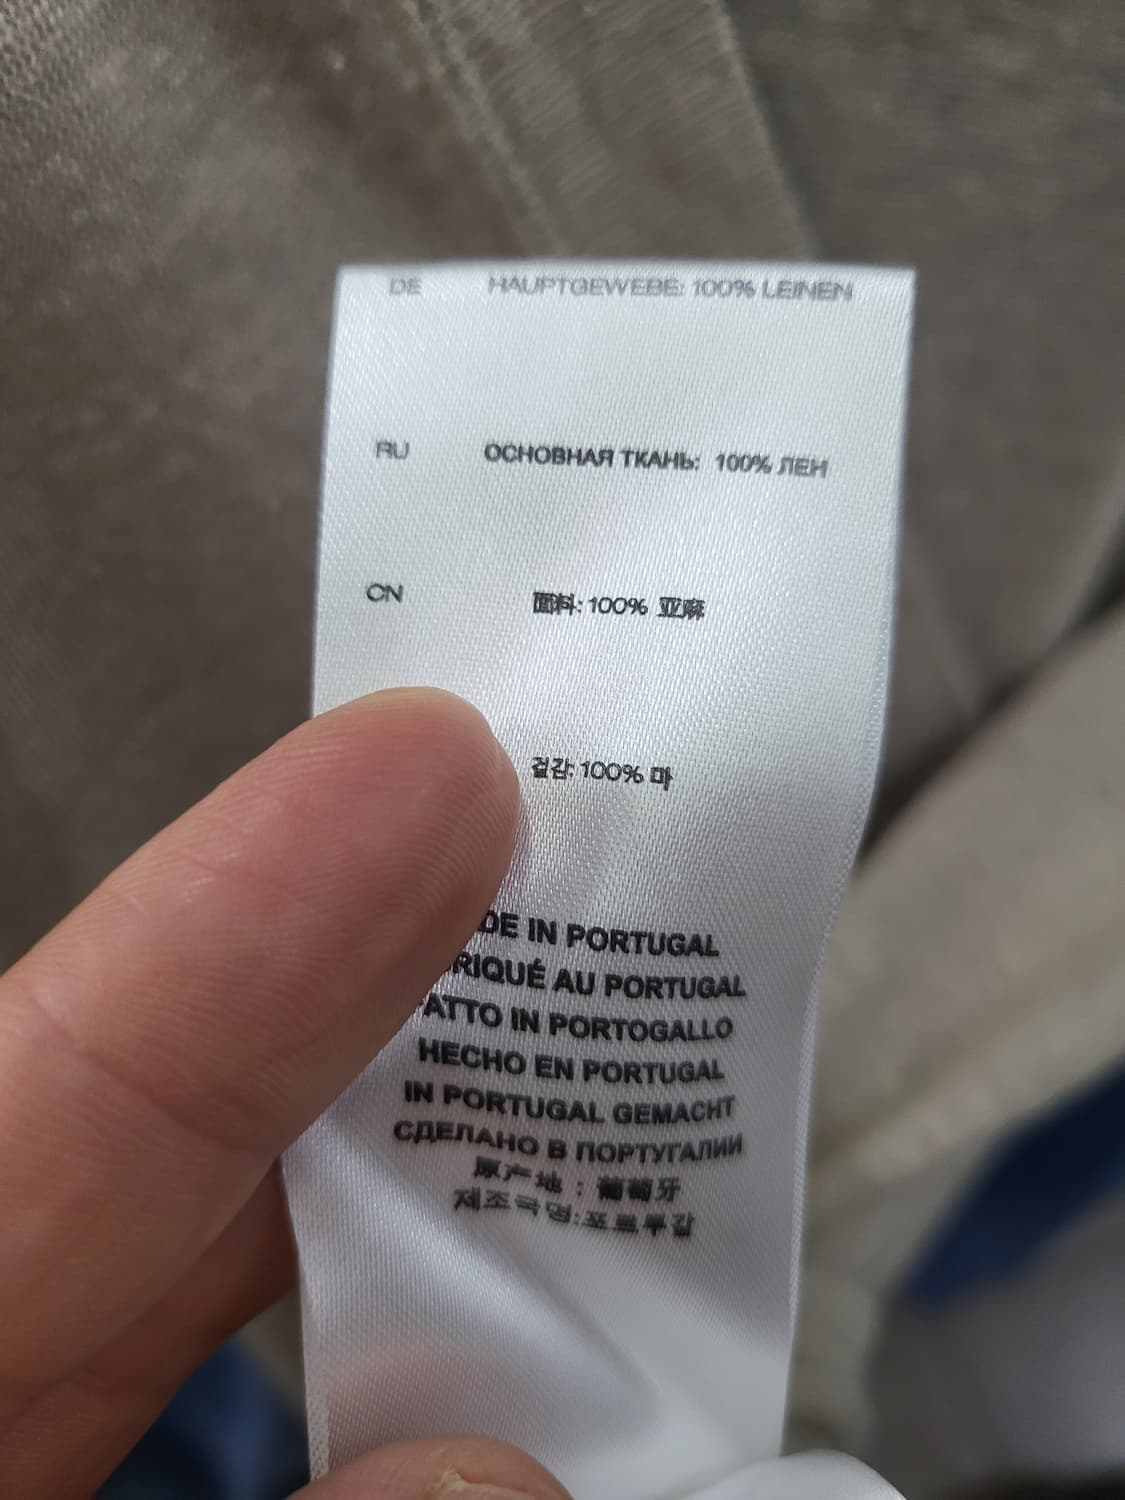 DE HAUPTGEWEBE: 100% LEINEN
RU ОСНОВНАЯ ТКАНЬ: 100% ЛЕН
CN 面料: 100% 亚麻
겉감: 100% 마
DE IN PORTUGAL
RIQUÉ AU PORTUGAL
ATTO IN PORTOGALLO
HECHO EN PORTUGAL
IN PORTUGAL GEMACHT
СДЕЛАНО В ПОРТУГАЛИИ
原产地：葡萄牙
제조국명:포르투갈